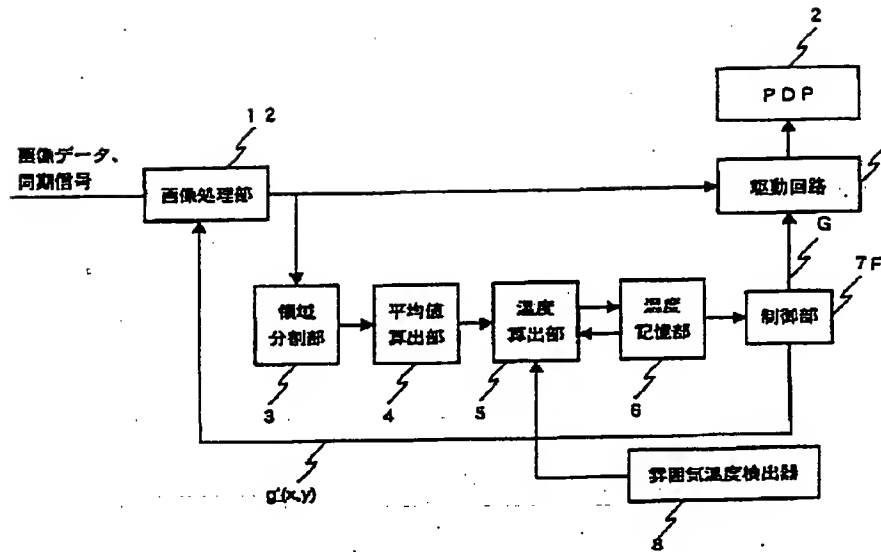 2
PDP
12
画像データ、
同期信号
画像処理部
駆動回路
G
7F
領域
分割部
平均値
算出部
温度
算出部
温度
記憶部
制御部
3
4
5
6
g'(x,y)
雰囲気温度検出器
8